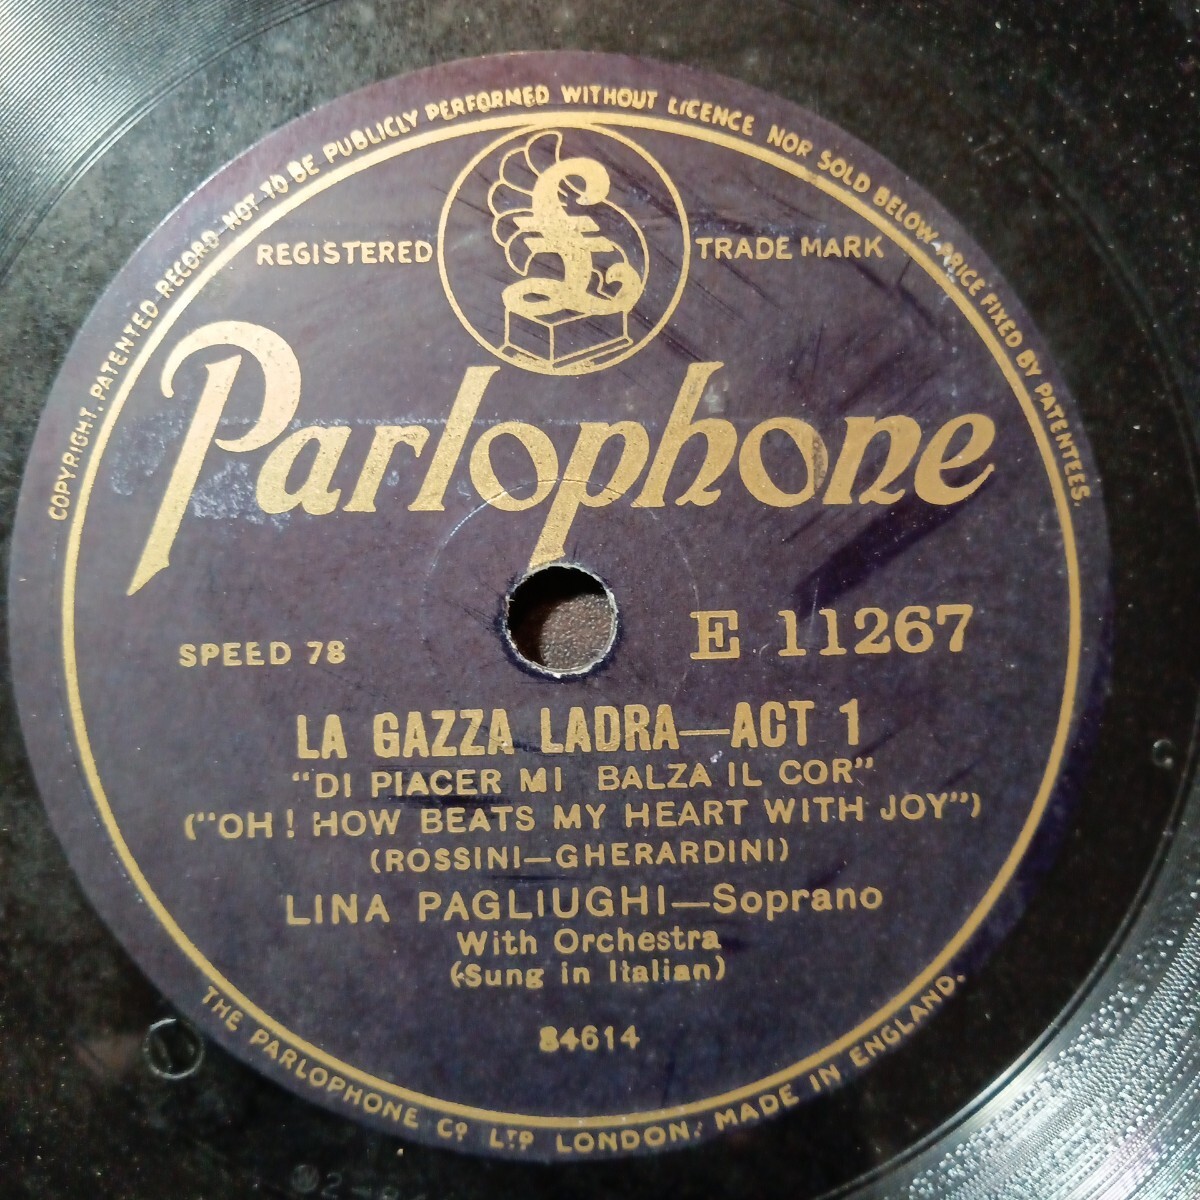 COPYRIGHT. PATENTED RECORD—NOT TO BE PUBLICLY PERFORMED WITHOUT LICENCE NOR SOLD BELOW PRICE FIXED BY PATENTEES.
REGISTERED £ TRADE MARK
Parlophone
SPEED 78
E 11267
LA GAZZA LADRA—ACT 1
"DI PIACER MI BALZA IL COR"
("OH! HOW BEATS MY HEART WITH JOY")
(ROSSINI—GHERARDINI)
LINA PAGLIUGHI—Soprano
With Orchestra
(Sung in Italian)
84614
THE PARLOPHONE Co LTD LONDON. MADE IN ENGLAND.